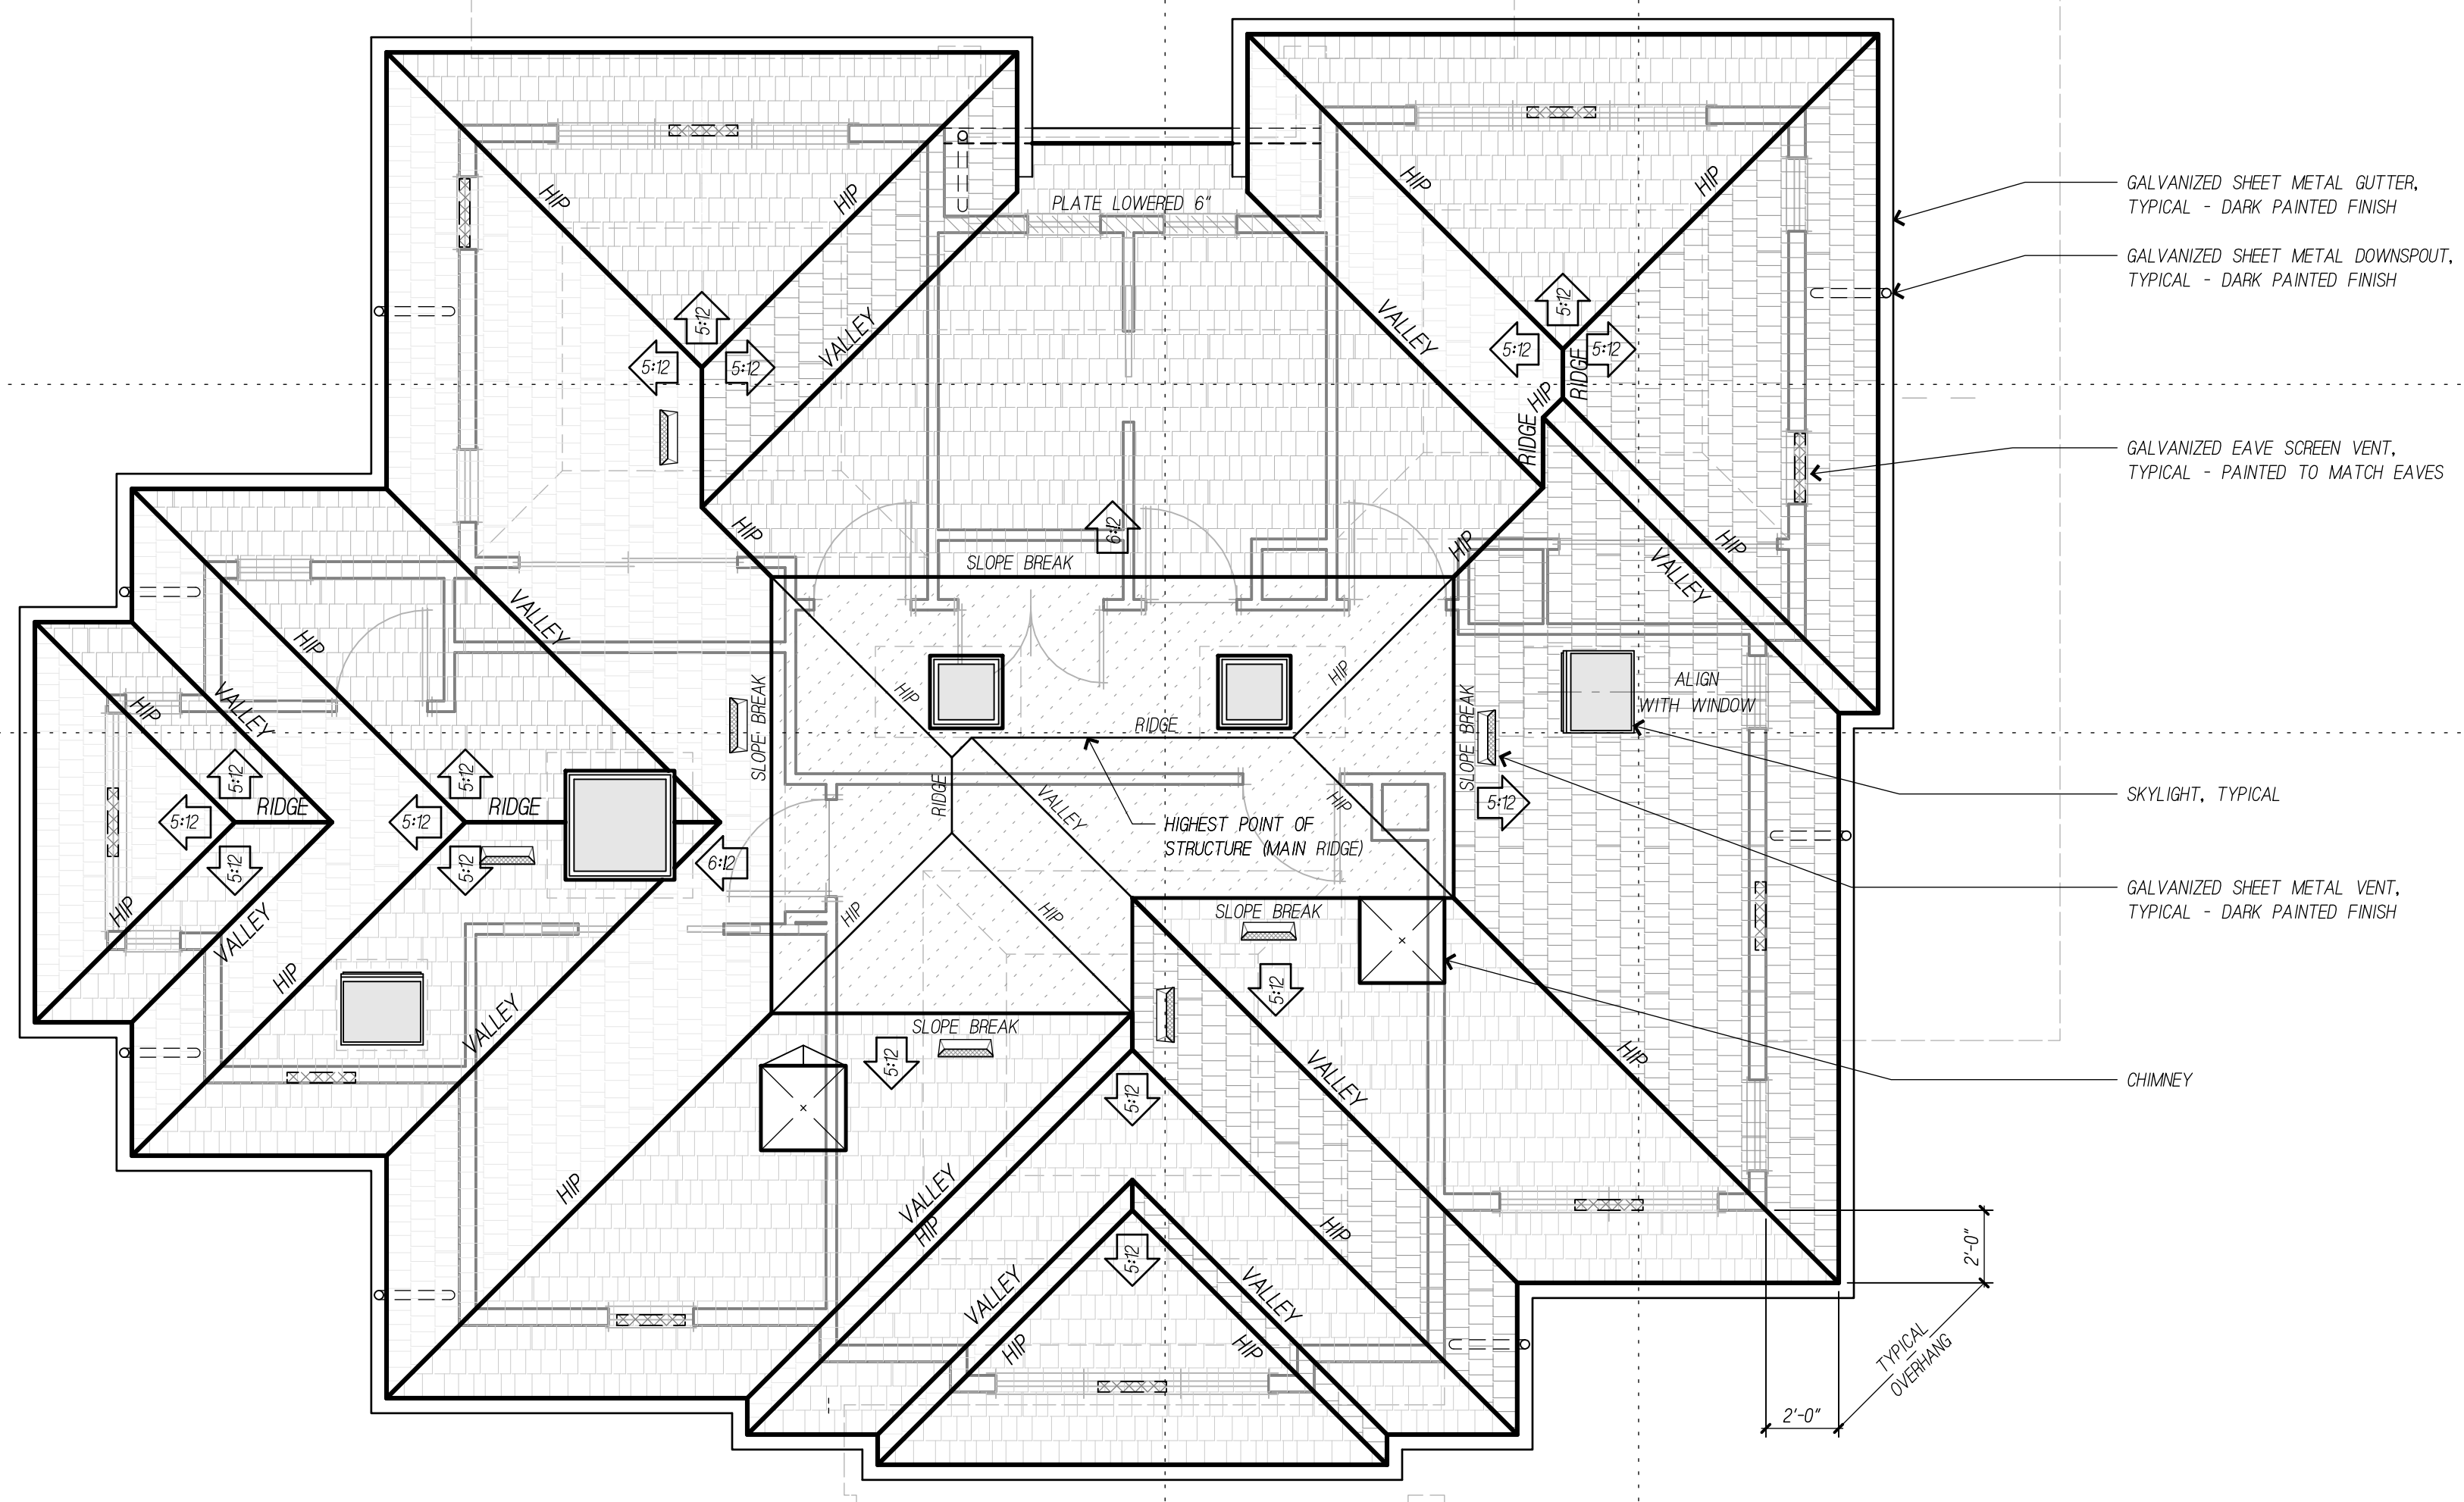 GALVANIZED SHEET METAL GUTTER,
TYPICAL - DARK PAINTED FINISH
GALVANIZED SHEET METAL DOWNSPOUT,
TYPICAL - DARK PAINTED FINISH
HIP
HIP
PLATE LOWERED 6"
HIP
HIP
5:12
5:12
5:12
VALLEY
VALLEY
5:12
5:12
5:12
RIDGE
HIP
RIDGE
GALVANIZED EAVE SCREEN VENT,
TYPICAL - PAINTED TO MATCH EAVES
HIP
6:12
SLOPE BREAK
HIP
HIP
VALLEY
VALLEY
HIP
HIP
VALLEY
HIP
HIP
SLOPE BREAK
SLOPE BREAK
ALIGN
WITH WINDOW
RIDGE
5:12
5:12
5:12
RIDGE
5:12
RIDGE
5:12
5:12
6:12
RIDGE
VALLEY
HIP
5:12
SKYLIGHT, TYPICAL
HIGHEST POINT OF
STRUCTURE (MAIN RIDGE)
HIP
VALLEY
HIP
HIP
SLOPE BREAK
GALVANIZED SHEET METAL VENT,
TYPICAL - DARK PAINTED FINISH
HIP
VALLEY
SLOPE BREAK
5:12
5:12
5:12
VALLEY
HIP
CHIMNEY
HIP
VALLEY
HIP
HIP
5:12
VALLEY
VALLEY
HIP
HIP
2'-0"
TYPICAL
OVERHANG
2'-0"